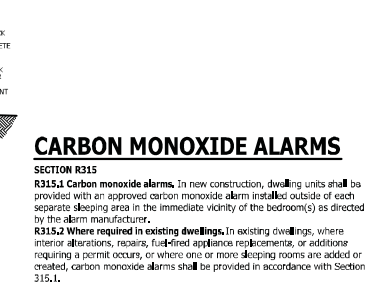 CK
ETE
K
NT
CARBON MONOXIDE ALARMS
SECTION R315
R315.1 Carbon monoxide alarms. In new construction, dwelling units shall be
provided with an approved carbon monoxide alarm installed outside of each
separate sleeping area in the immediate vicinity of the bedroom(s) as directed
by the alarm manufacturer.
R315.2 Where required in existing dwellings. In existing dwellings, where
interior alterations, repairs, fuel-fired appliance replacements, or additions
requiring a permit occurs, or where one or more sleeping rooms are added or
created, carbon monoxide alarms shall be provided in accordance with Section
315.1.